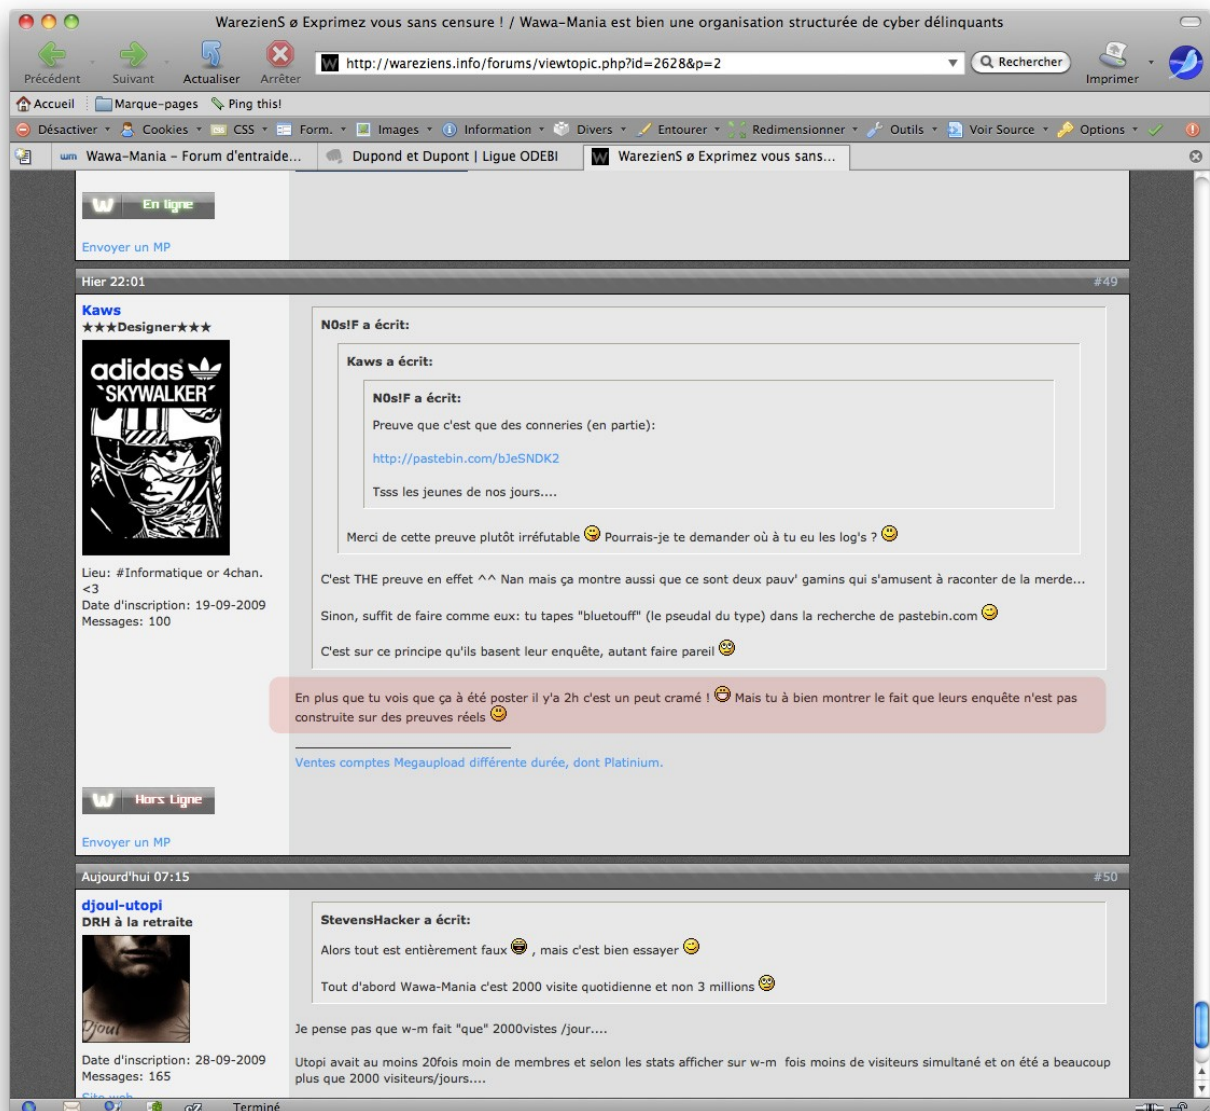 WarezienS ø Exprimez vous sans censure ! / Wawa-Mania est bien une organisation structurée de cyber délinquants
Précédent Suivant Actualiser Arrêter
http://wareziens.info/forums/viewtopic.php?id=2628&p=2
Rechercher
Imprimer
Accueil Marque-pages Ping this!
Désactiver Cookies CSS Form. Images Information Divers Entourer Redimensionner Outils Voir Source Options
wm Wawa-Mania – Forum d'entraide... Dupond et Dupont | Ligue ODEBI W WarezienS ø Exprimez vous sans...
W En ligne
Envoyer un MP
Hier 22:01 #49
Kaws
★★★Designer★★★
adidas
`SKYWALKER´
Lieu: #Informatique or 4chan.
<3
Date d'inscription: 19-09-2009
Messages: 100
N0s!F a écrit:
Kaws a écrit:
N0s!F a écrit:
Preuve que c'est que des conneries (en partie):
http://pastebin.com/bJeSNDK2
Tsss les jeunes de nos jours....
Merci de cette preuve plutôt irréfutable Pourrais-je te demander où à tu eu les log's ?
C'est THE preuve en effet ^^ Nan mais ça montre aussi que ce sont deux pauv' gamins qui s'amusent à raconter de la merde...
Sinon, suffit de faire comme eux: tu tapes "bluetouff" (le pseudal du type) dans la recherche de pastebin.com
C'est sur ce principe qu'ils basent leur enquête, autant faire pareil
En plus que tu vois que ça à été poster il y'a 2h c'est un peut cramé ! Mais tu à bien montrer le fait que leurs enquête n'est pas
construite sur des preuves réels
Ventes comptes Megaupload différente durée, dont Platinium.
W Hors Ligne
Envoyer un MP
Aujourd'hui 07:15 #50
djoul-utopi
DRH à la retraite
Djoul
Date d'inscription: 28-09-2009
Messages: 165
Site web
StevensHacker a écrit:
Alors tout est entièrement faux , mais c'est bien essayer
Tout d'abord Wawa-Mania c'est 2000 visite quotidienne et non 3 millions
Je pense pas que w-m fait "que" 2000vistes /jour....
Utopi avait au moins 20fois moin de membres et selon les stats afficher sur w-m fois moins de visiteurs simultané et on été a beaucoup
plus que 2000 visiteurs/jours....
Terminé